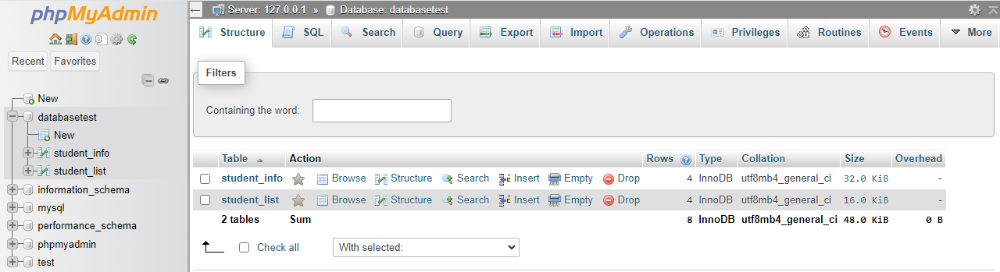 phpMyAdmin
Recent Favorites
New
databasetest
New
student_info
student_list
information_schema
mysql
performance_schema
phpmyadmin
test
Server: 127.0.0.1 » Database: databasetest
Structure SQL Search Query Export Import Operations Privileges Routines Events More
Filters
Containing the word:
Table Action Rows Type Collation Size Overhead
student_info Browse Structure Search Insert Empty Drop 4 InnoDB utf8mb4_general_ci 32.0 KiB -
student_list Browse Structure Search Insert Empty Drop 4 InnoDB utf8mb4_general_ci 16.0 KiB -
2 tables Sum 8 InnoDB utf8mb4_general_ci 48.0 KiB 0 B
Check all With selected: